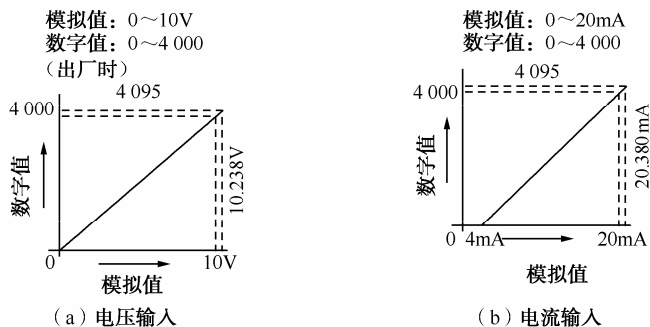 模拟值：0～10V
数字值：0～4 000
（出厂时）
4 095
4 000
数字值
10.238V
0
10V
模拟值
（a）电压输入
模拟值：0～20mA
数字值：0～4 000
4 095
4 000
数字值
20.380mA
0
4mA
20mA
模拟值
（b）电流输入